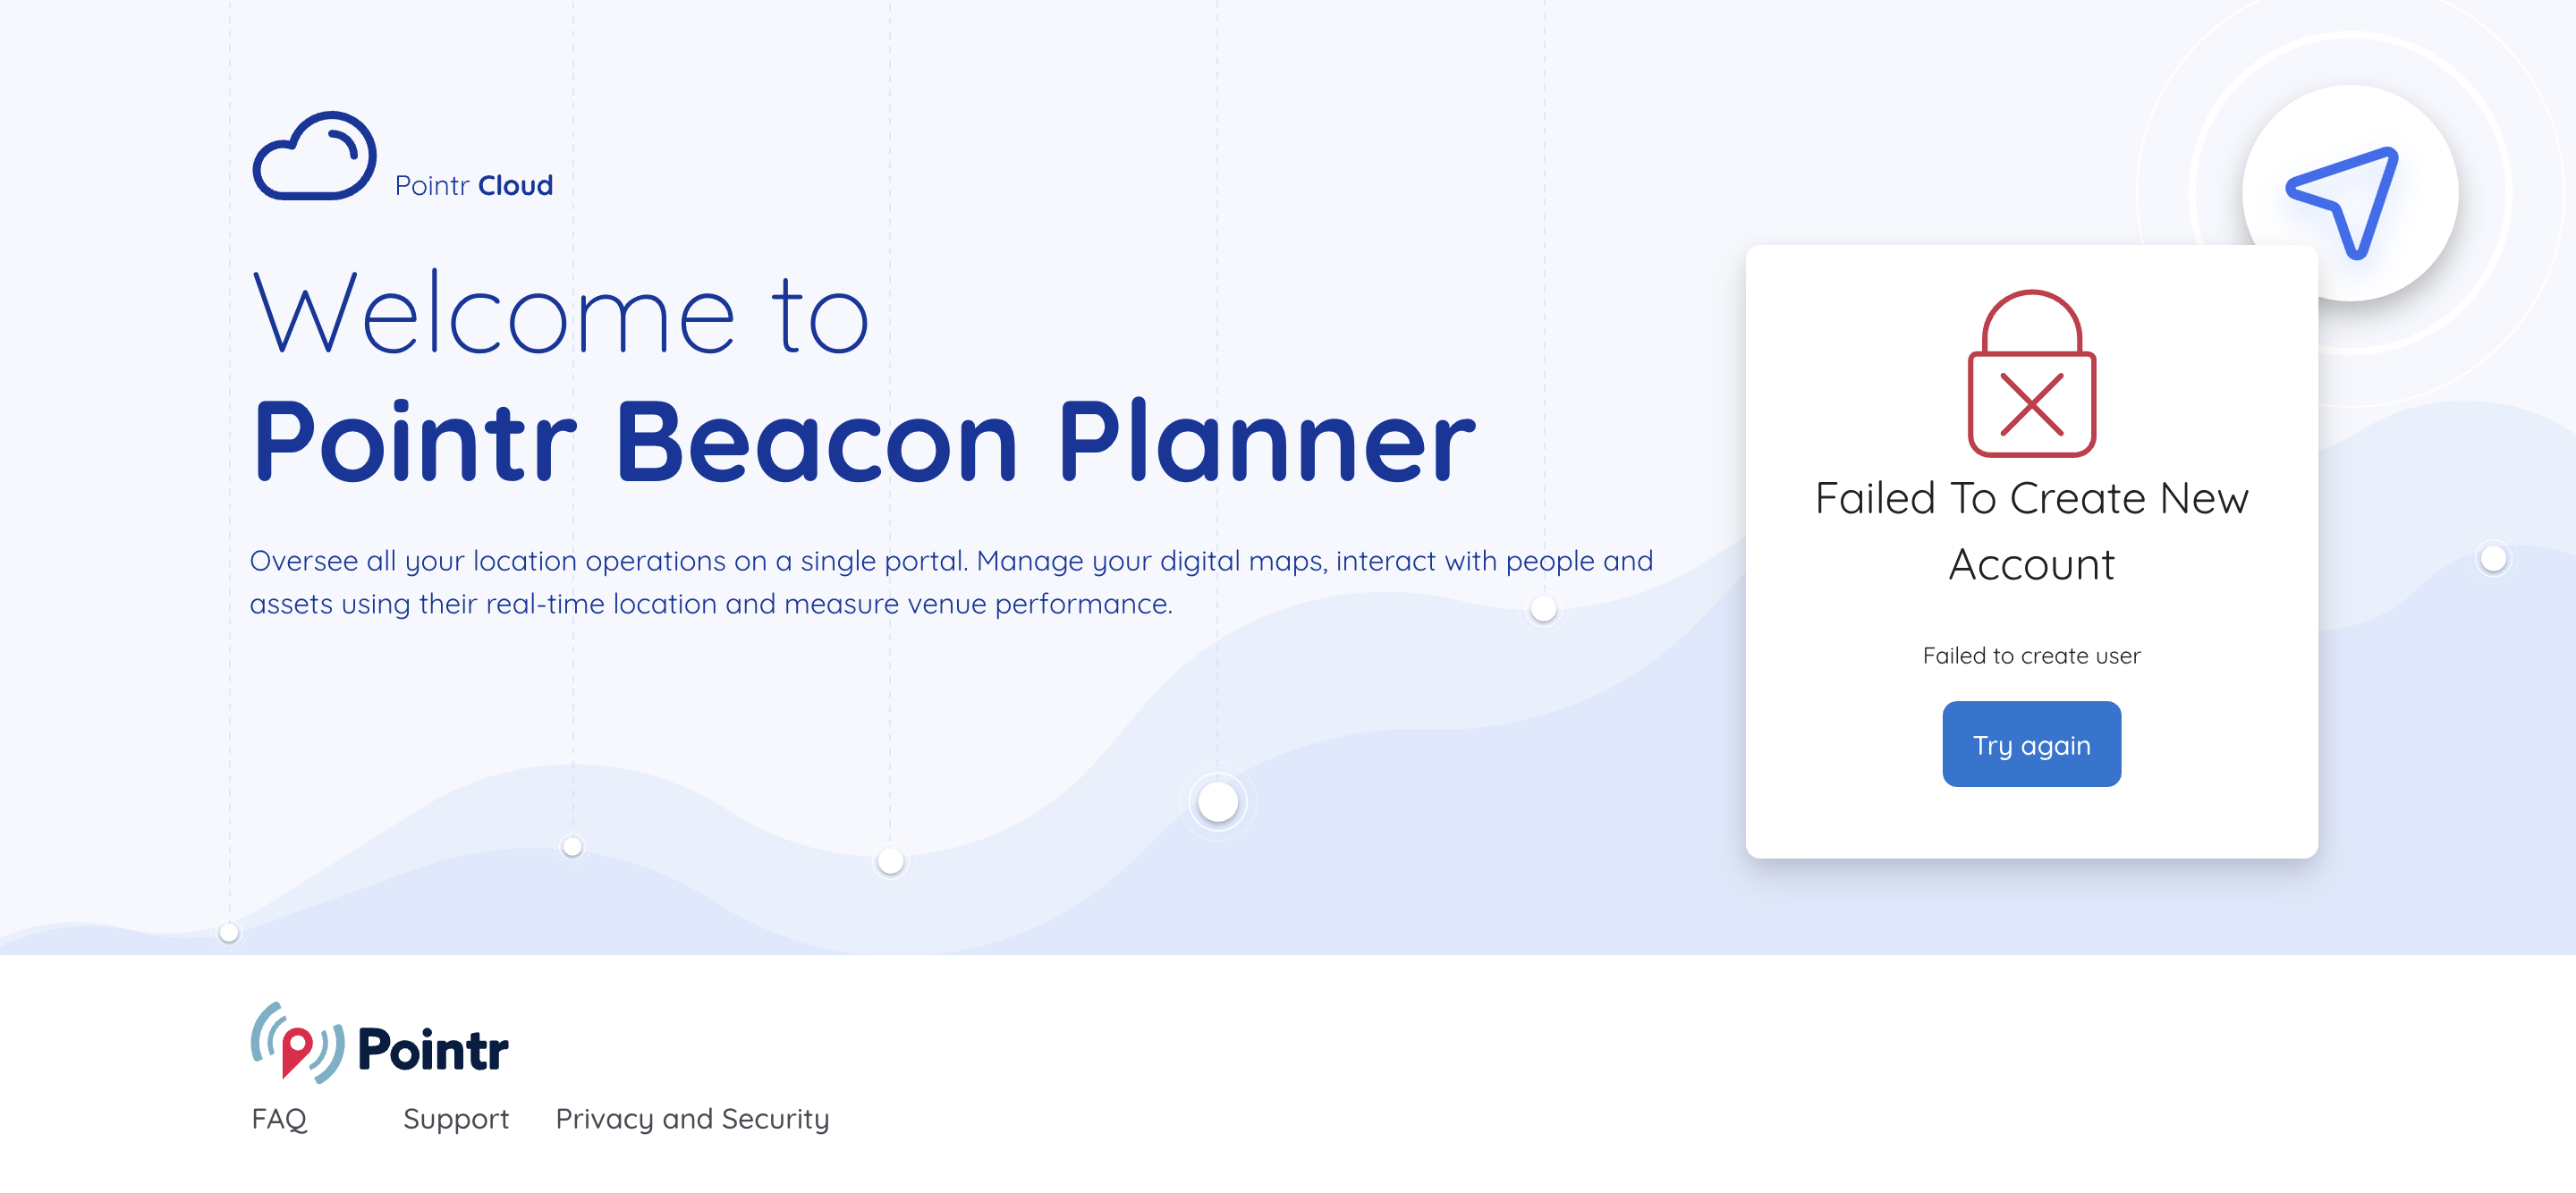 Pointr Cloud
Welcome to
Pointr Beacon Planner
Oversee all your location operations on a single portal. Manage your digital maps, interact with people and
assets using their real-time location and measure venue performance.
Failed To Create New
Account
Failed to create user
Try again
Pointr
FAQ Support Privacy and Security